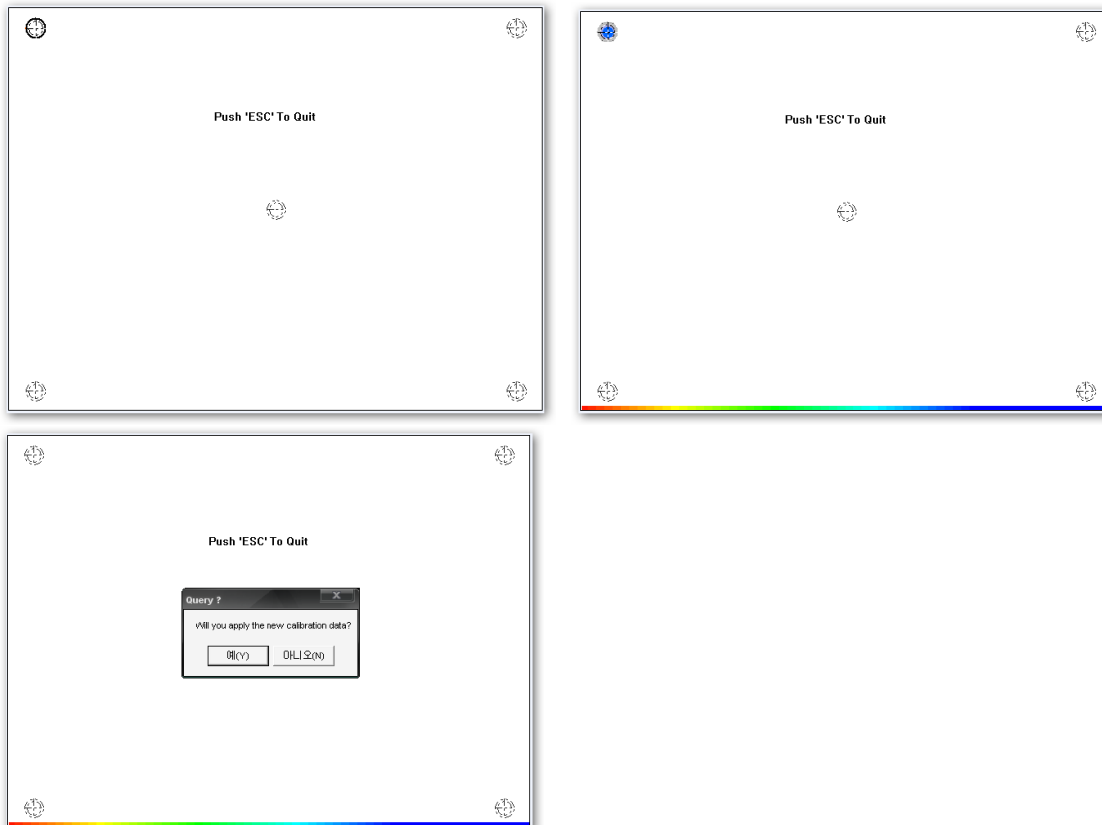 Push 'ESC' To Quit
Push 'ESC' To Quit
Push 'ESC' To Quit
Query ?
Will you apply the new calibration data?
예(Y)
아니오(N)